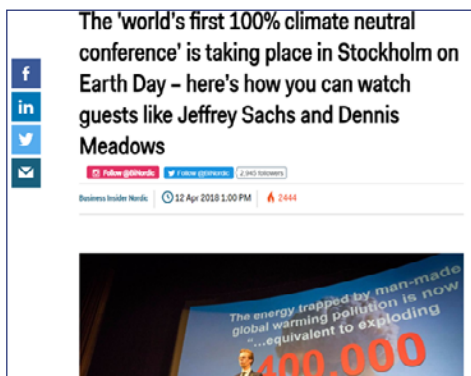 The 'world's first 100% climate neutral
conference' is taking place in Stockholm on
Earth Day – here's how you can watch
guests like Jeffrey Sachs and Dennis
Meadows
Follow @BINordic Follow @BINordic 2,945 followers
Business Insider Nordic 12 Apr 2018 1:00 PM 2444
The energy trapped by man-made
global warming pollution is now
"...equivalent to exploding
400,000
f
in